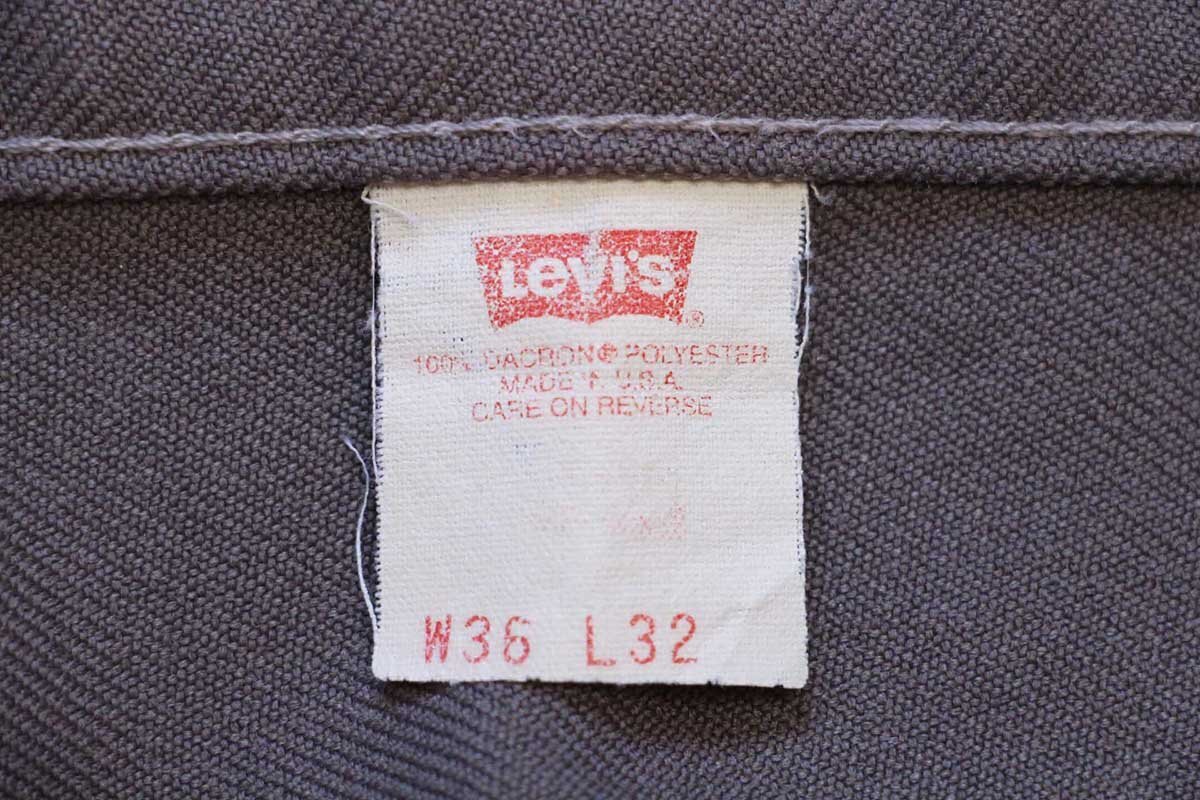 Levi's ®
100% DACRON® POLYESTER
MADE IN U.S.A.
CARE ON REVERSE
W36 L32